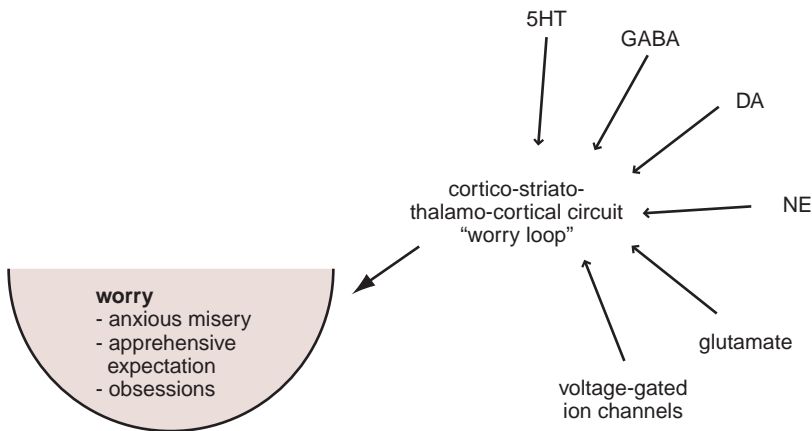 5HT
GABA
DA
cortico-striato-
thalamo-cortical circuit
“worry loop”
NE
worry
- anxious misery
- apprehensive
expectation
- obsessions
glutamate
voltage-gated
ion channels